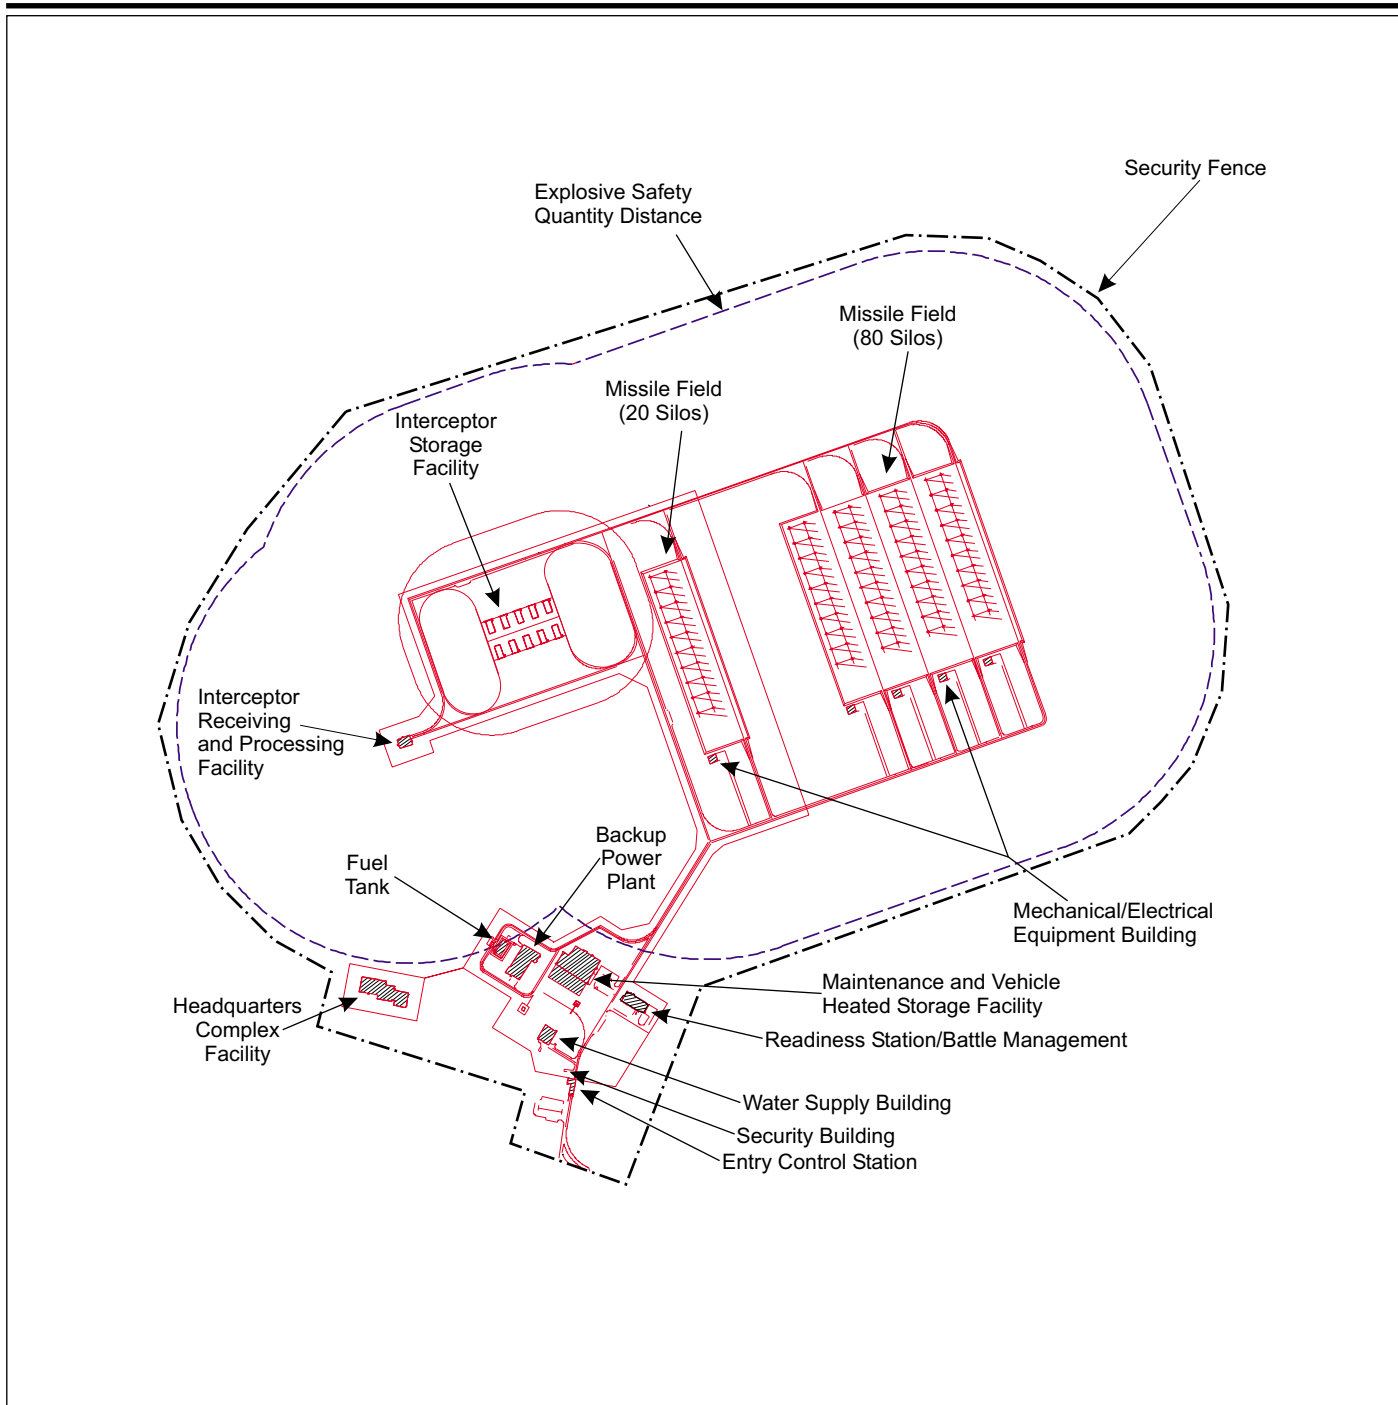 Security Fence
Explosive Safety
Quantity Distance
Missile Field
(80 Silos)
Missile Field
(20 Silos)
Interceptor
Storage
Facility
Interceptor
Receiving
and Processing
Facility
Backup
Power
Plant
Fuel
Tank
Mechanical/Electrical
Equipment Building
Maintenance and Vehicle
Heated Storage Facility
Headquarters
Complex
Facility
Readiness Station/Battle Management
Water Supply Building
Security Building
Entry Control Station